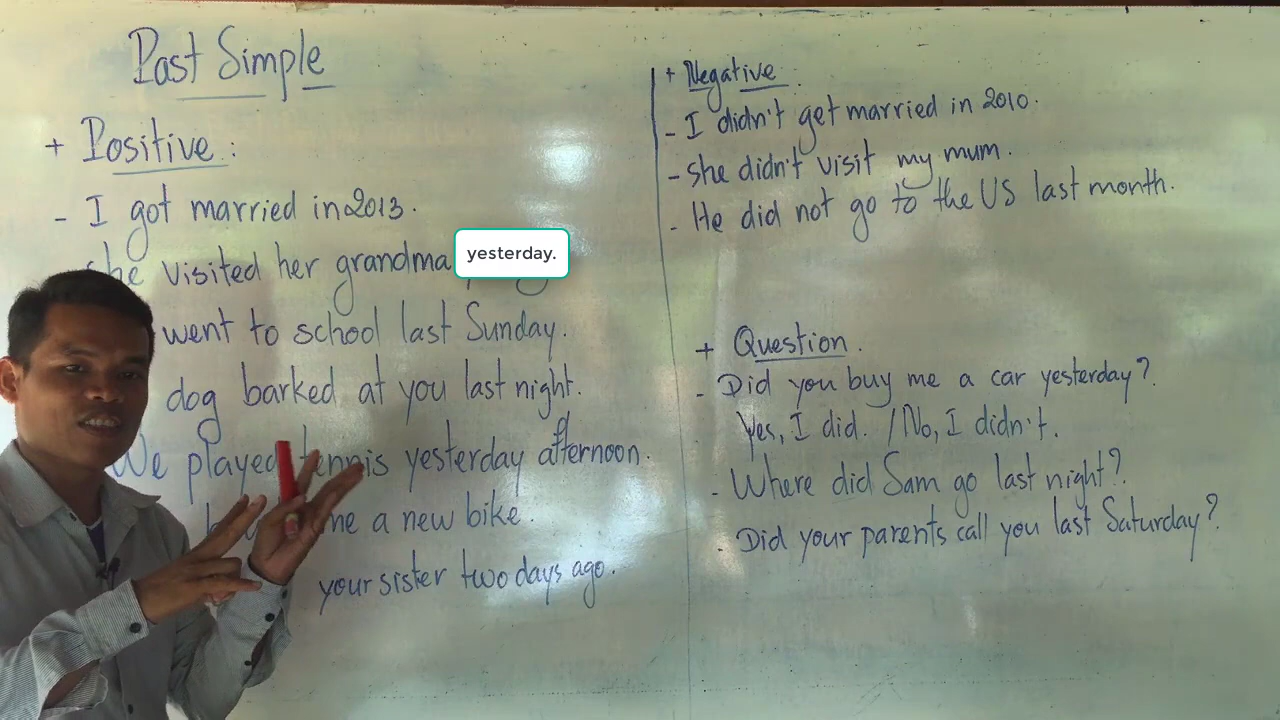 Past Simple
+ Positive :
- I got married in 2013.
she visited her grandma yesterday.
went to school last Sunday.
dog barked at you last night.
We played tennis yesterday afternoon.
me a new bike.
your sister two days ago.
+ Negative :
- I didn't get married in 2010.
- She didn't visit my mum.
- He did not go to the US last month.
+ Question.
- Did you buy me a car yesterday?
Yes, I did. / No, I didn't.
- Where did Sam go last night?
. Did your parents call you last Saturday?